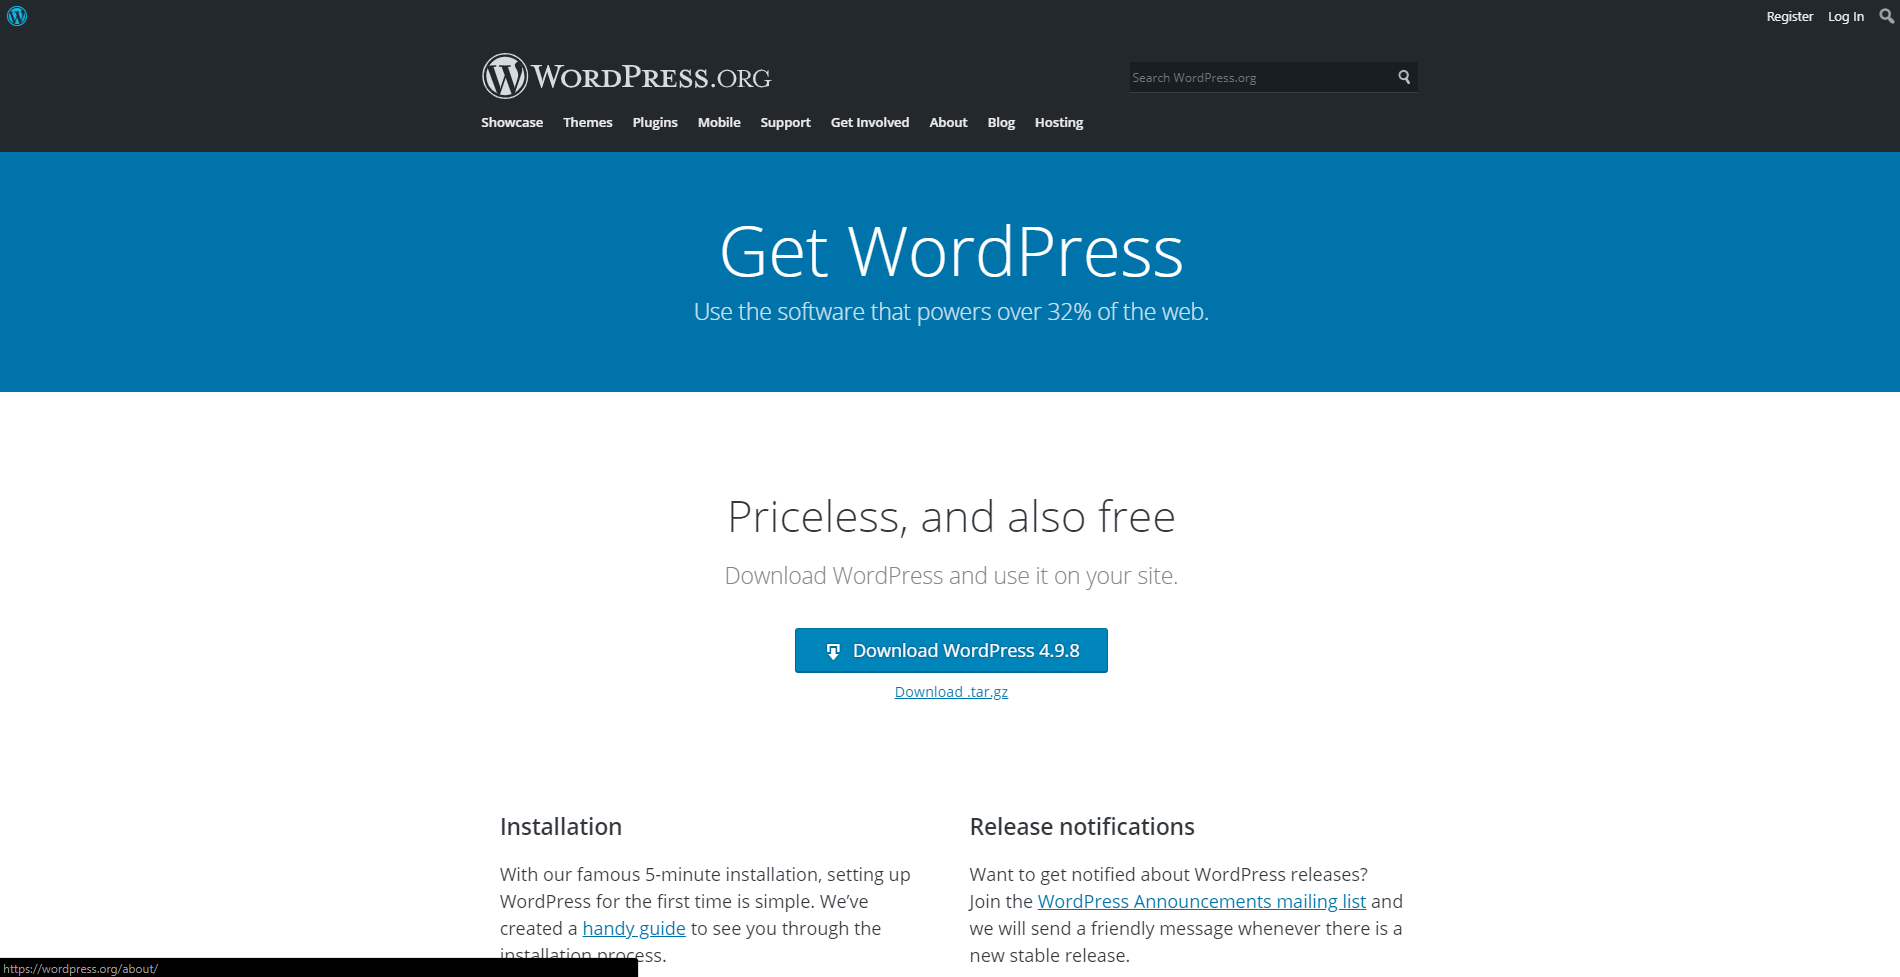 Register Log In
WORDPRESS.ORG
Search WordPress.org
Showcase Themes Plugins Mobile Support Get Involved About Blog Hosting
Get WordPress
Use the software that powers over 32% of the web.
Priceless, and also free
Download WordPress and use it on your site.
Download WordPress 4.9.8
Download .tar.gz
Installation
With our famous 5-minute installation, setting up
WordPress for the first time is simple. We’ve
created a handy guide to see you through the
installation process.
Release notifications
Want to get notified about WordPress releases?
Join the WordPress Announcements mailing list and
we will send a friendly message whenever there is a
new stable release.
https://wordpress.org/about/